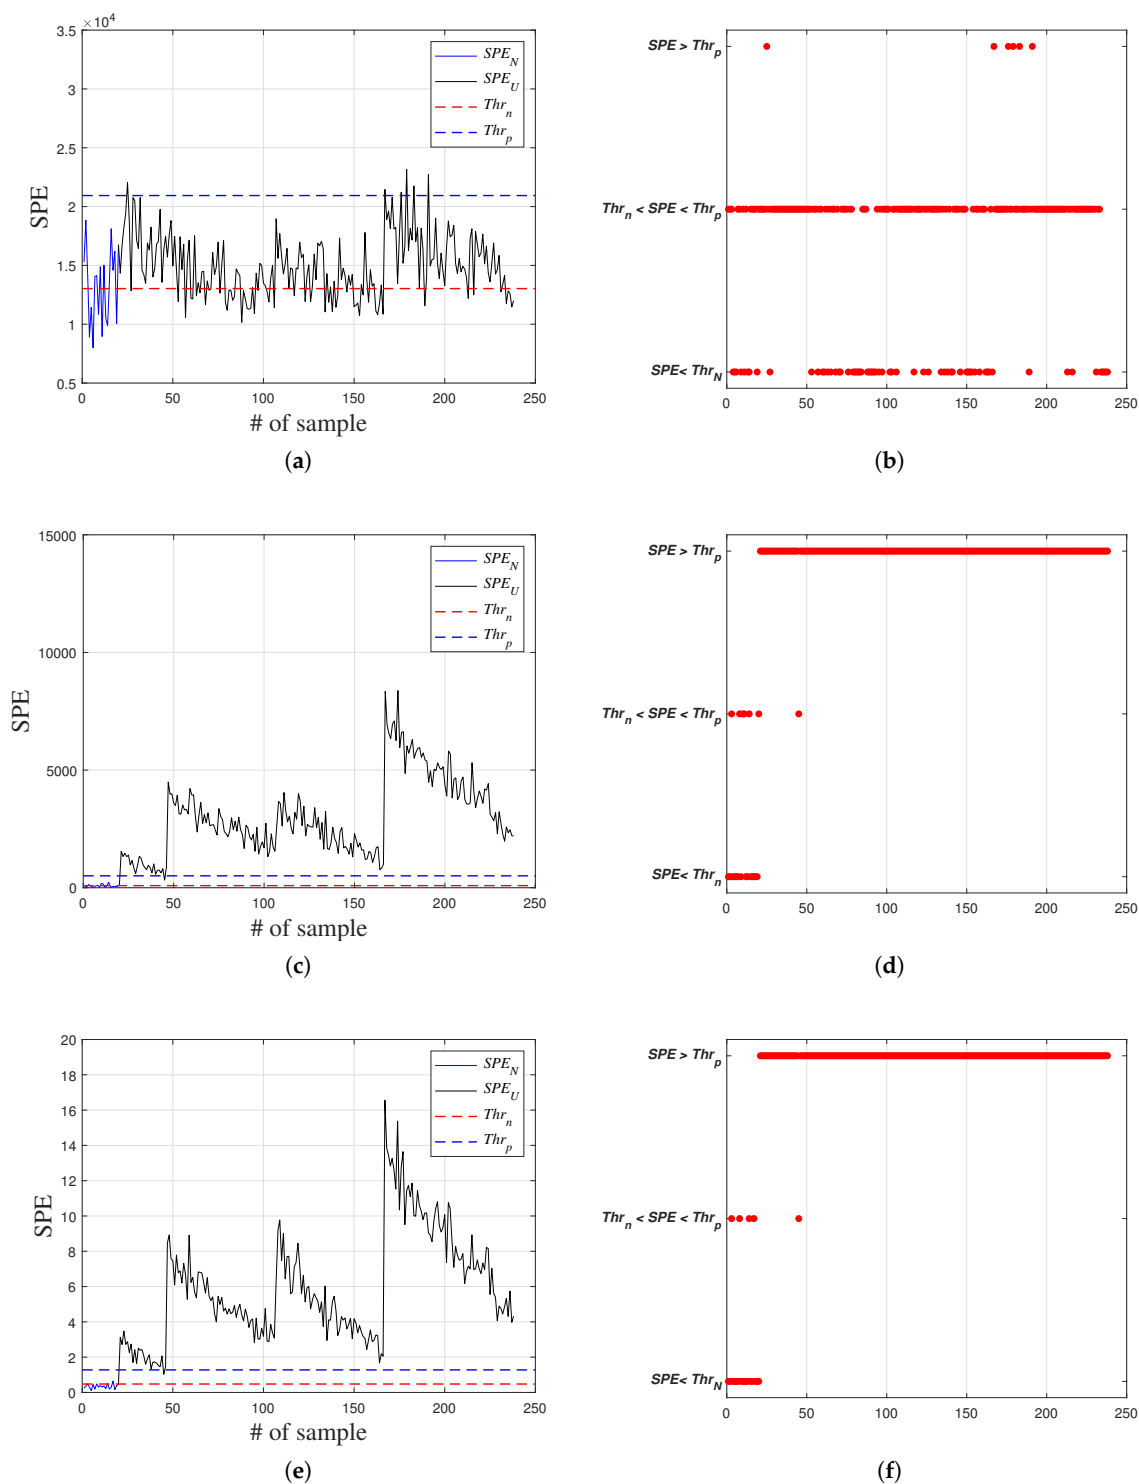 ×10⁴
3.5
3
2.5
2
1.5
1
0.5
0 50 100 150 200 250
SPE
# of sample
SPE_N
SPE_U
Thr_n
Thr_p
(a)
SPE > Thr_p
Thr_n < SPE < Thr_p
SPE< Thr_N
0 50 100 150 200 250
(b)
15000
10000
5000
0
0 50 100 150 200 250
SPE
# of sample
SPE_N
SPE_U
Thr_n
Thr_p
(c)
SPE > Thr_p
Thr_n < SPE < Thr_p
SPE< Thr_n
0 50 100 150 200 250
(d)
20
18
16
14
12
10
8
6
4
2
0
0 50 100 150 200 250
SPE
# of sample
SPE_N
SPE_U
Thr_n
Thr_p
(e)
SPE > Thr_p
Thr_n < SPE < Thr_p
SPE< Thr_N
0 50 100 150 200 250
(f)